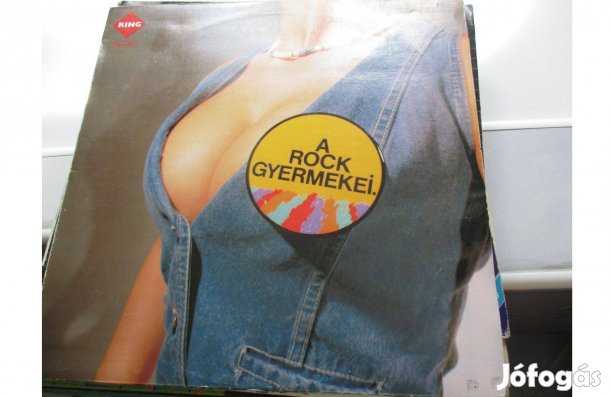 RING
A
ROCK
GYERMEKEI.
Jófogás